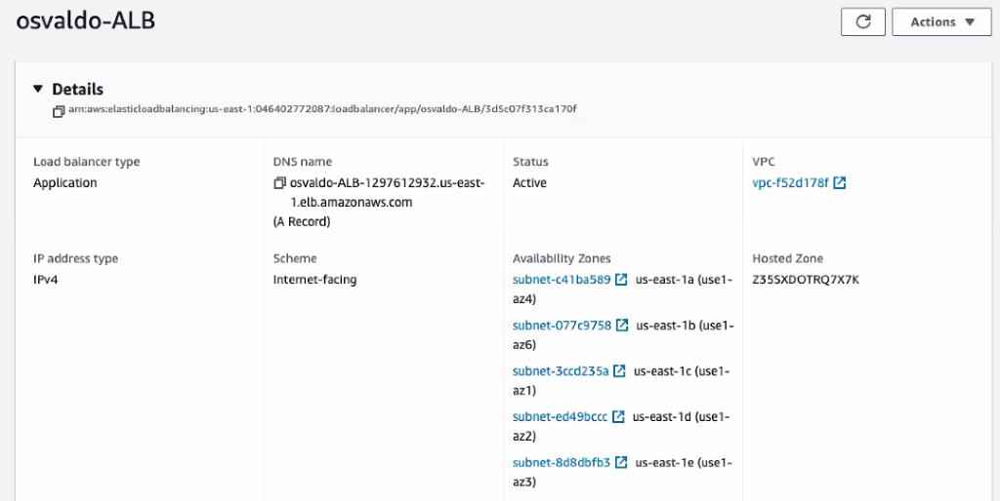 osvaldo-ALB
Actions
Details
arn:aws:elasticloadbalancing:us-east-1:046402772087:loadbalancer/app/osvaldo-ALB/3d5c07f313ca170f
Load balancer type
Application
DNS name
osvaldo-ALB-1297612932.us-east-
1.elb.amazonaws.com
(A Record)
Status
Active
VPC
vpc-f52d178f
IP address type
IPv4
Scheme
Internet-facing
Availability Zones
subnet-c41ba589 us-east-1a (use1-
az4)
subnet-077c9758 us-east-1b (use1-
az6)
subnet-3ccd235a us-east-1c (use1-
az1)
subnet-ed49bccc us-east-1d (use1-
az2)
subnet-8d8dbfb3 us-east-1e (use1-
az3)
Hosted Zone
Z35SXDOTRQ7X7K